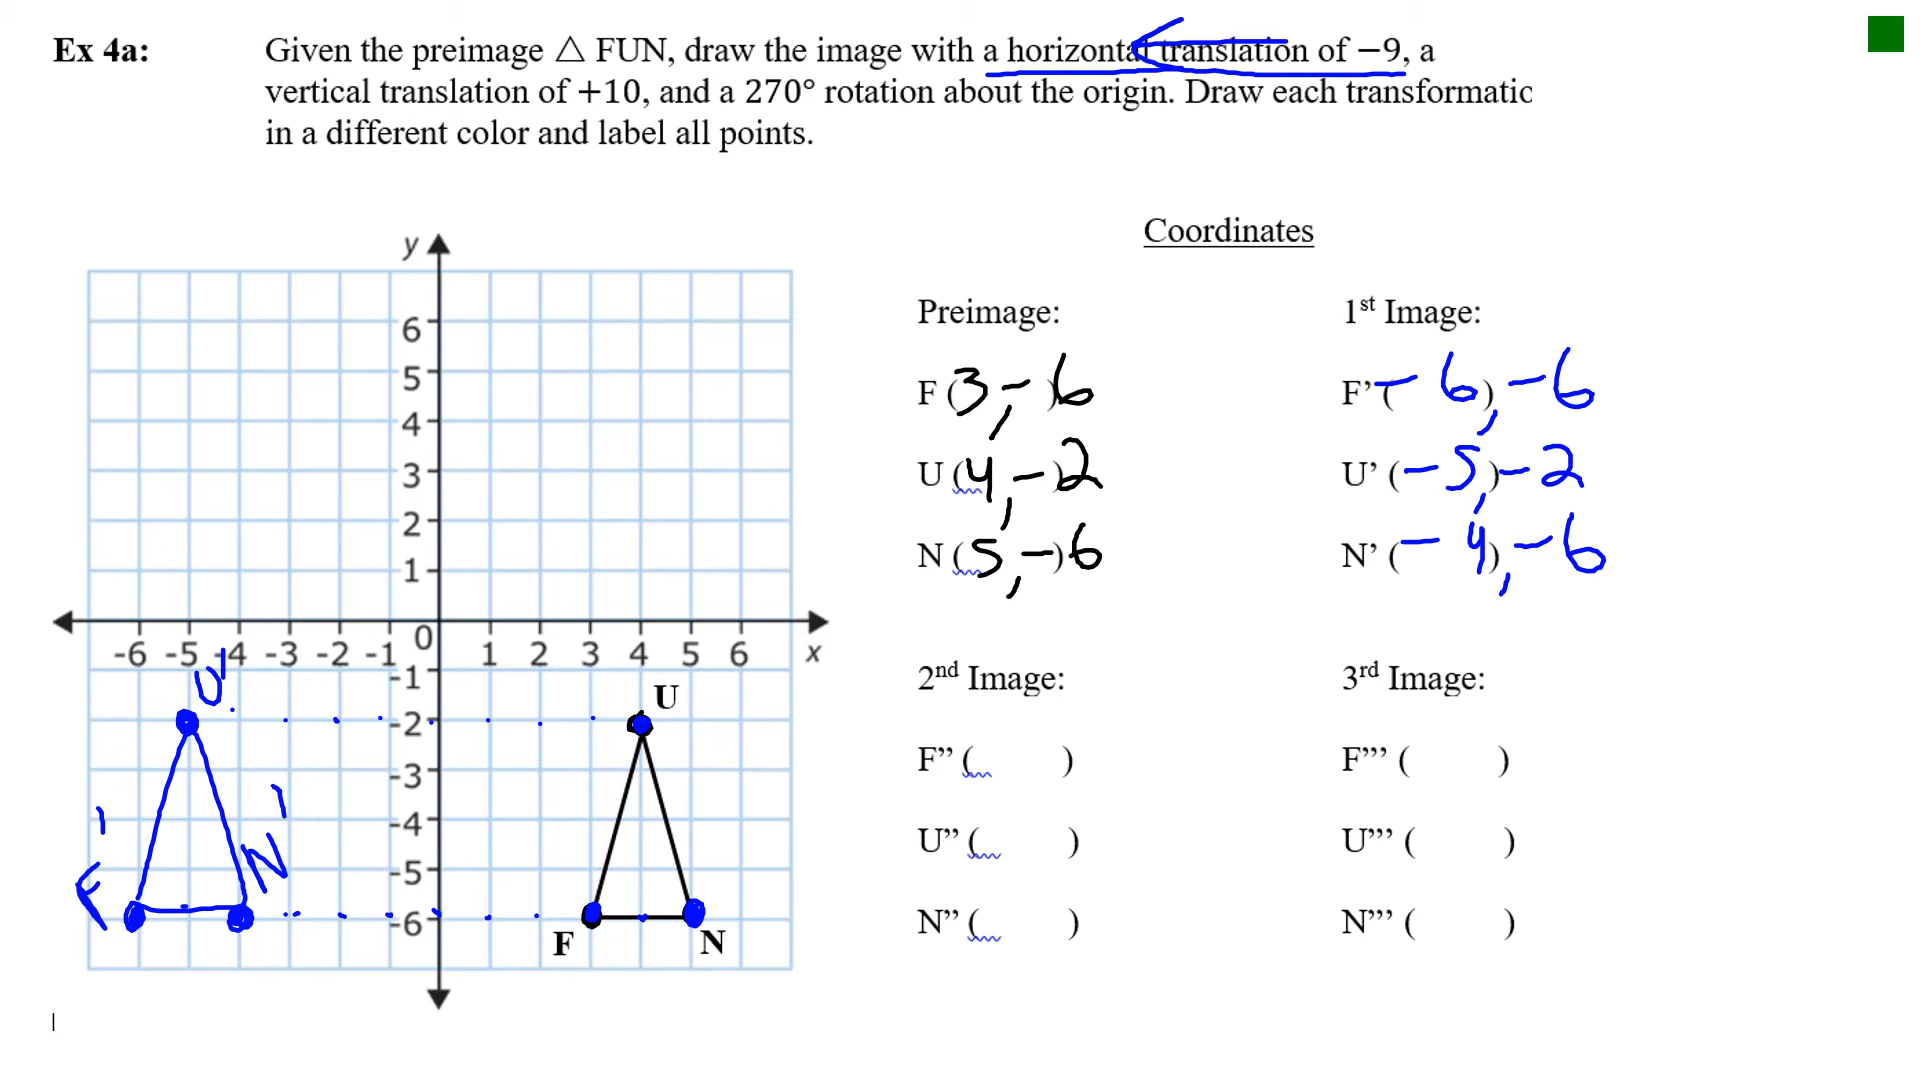 Ex 4a: Given the preimage △ FUN, draw the image with a horizontal translation of −9, a
vertical translation of +10, and a 270° rotation about the origin. Draw each transformatic
in a different color and label all points.
Coordinates
Preimage: 1st Image:
F (3, -)6 F’ (-6), -6
U (4, -)2 U’ (-5,)-2
N (5, -)6 N’ (-4), -6
2nd Image: 3rd Image:
F” ( ) F”’ ( )
U” ( ) U”’ ( )
N” ( ) N”’ ( )
y
6
5
4
3
2
1
0
-6 -5 -4 -3 -2 -1 1 2 3 4 5 6 x
-1
U' U
-2
-3
-4
-5
F' N'
-6
F N